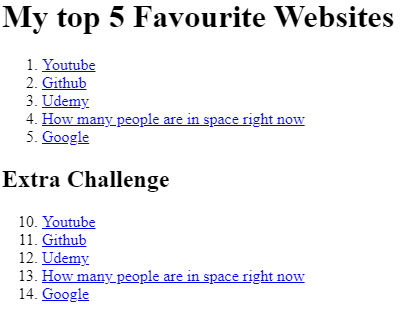 My top 5 Favourite Websites
1. Youtube
2. Github
3. Udemy
4. How many people are in space right now
5. Google
Extra Challenge
10. Youtube
11. Github
12. Udemy
13. How many people are in space right now
14. Google